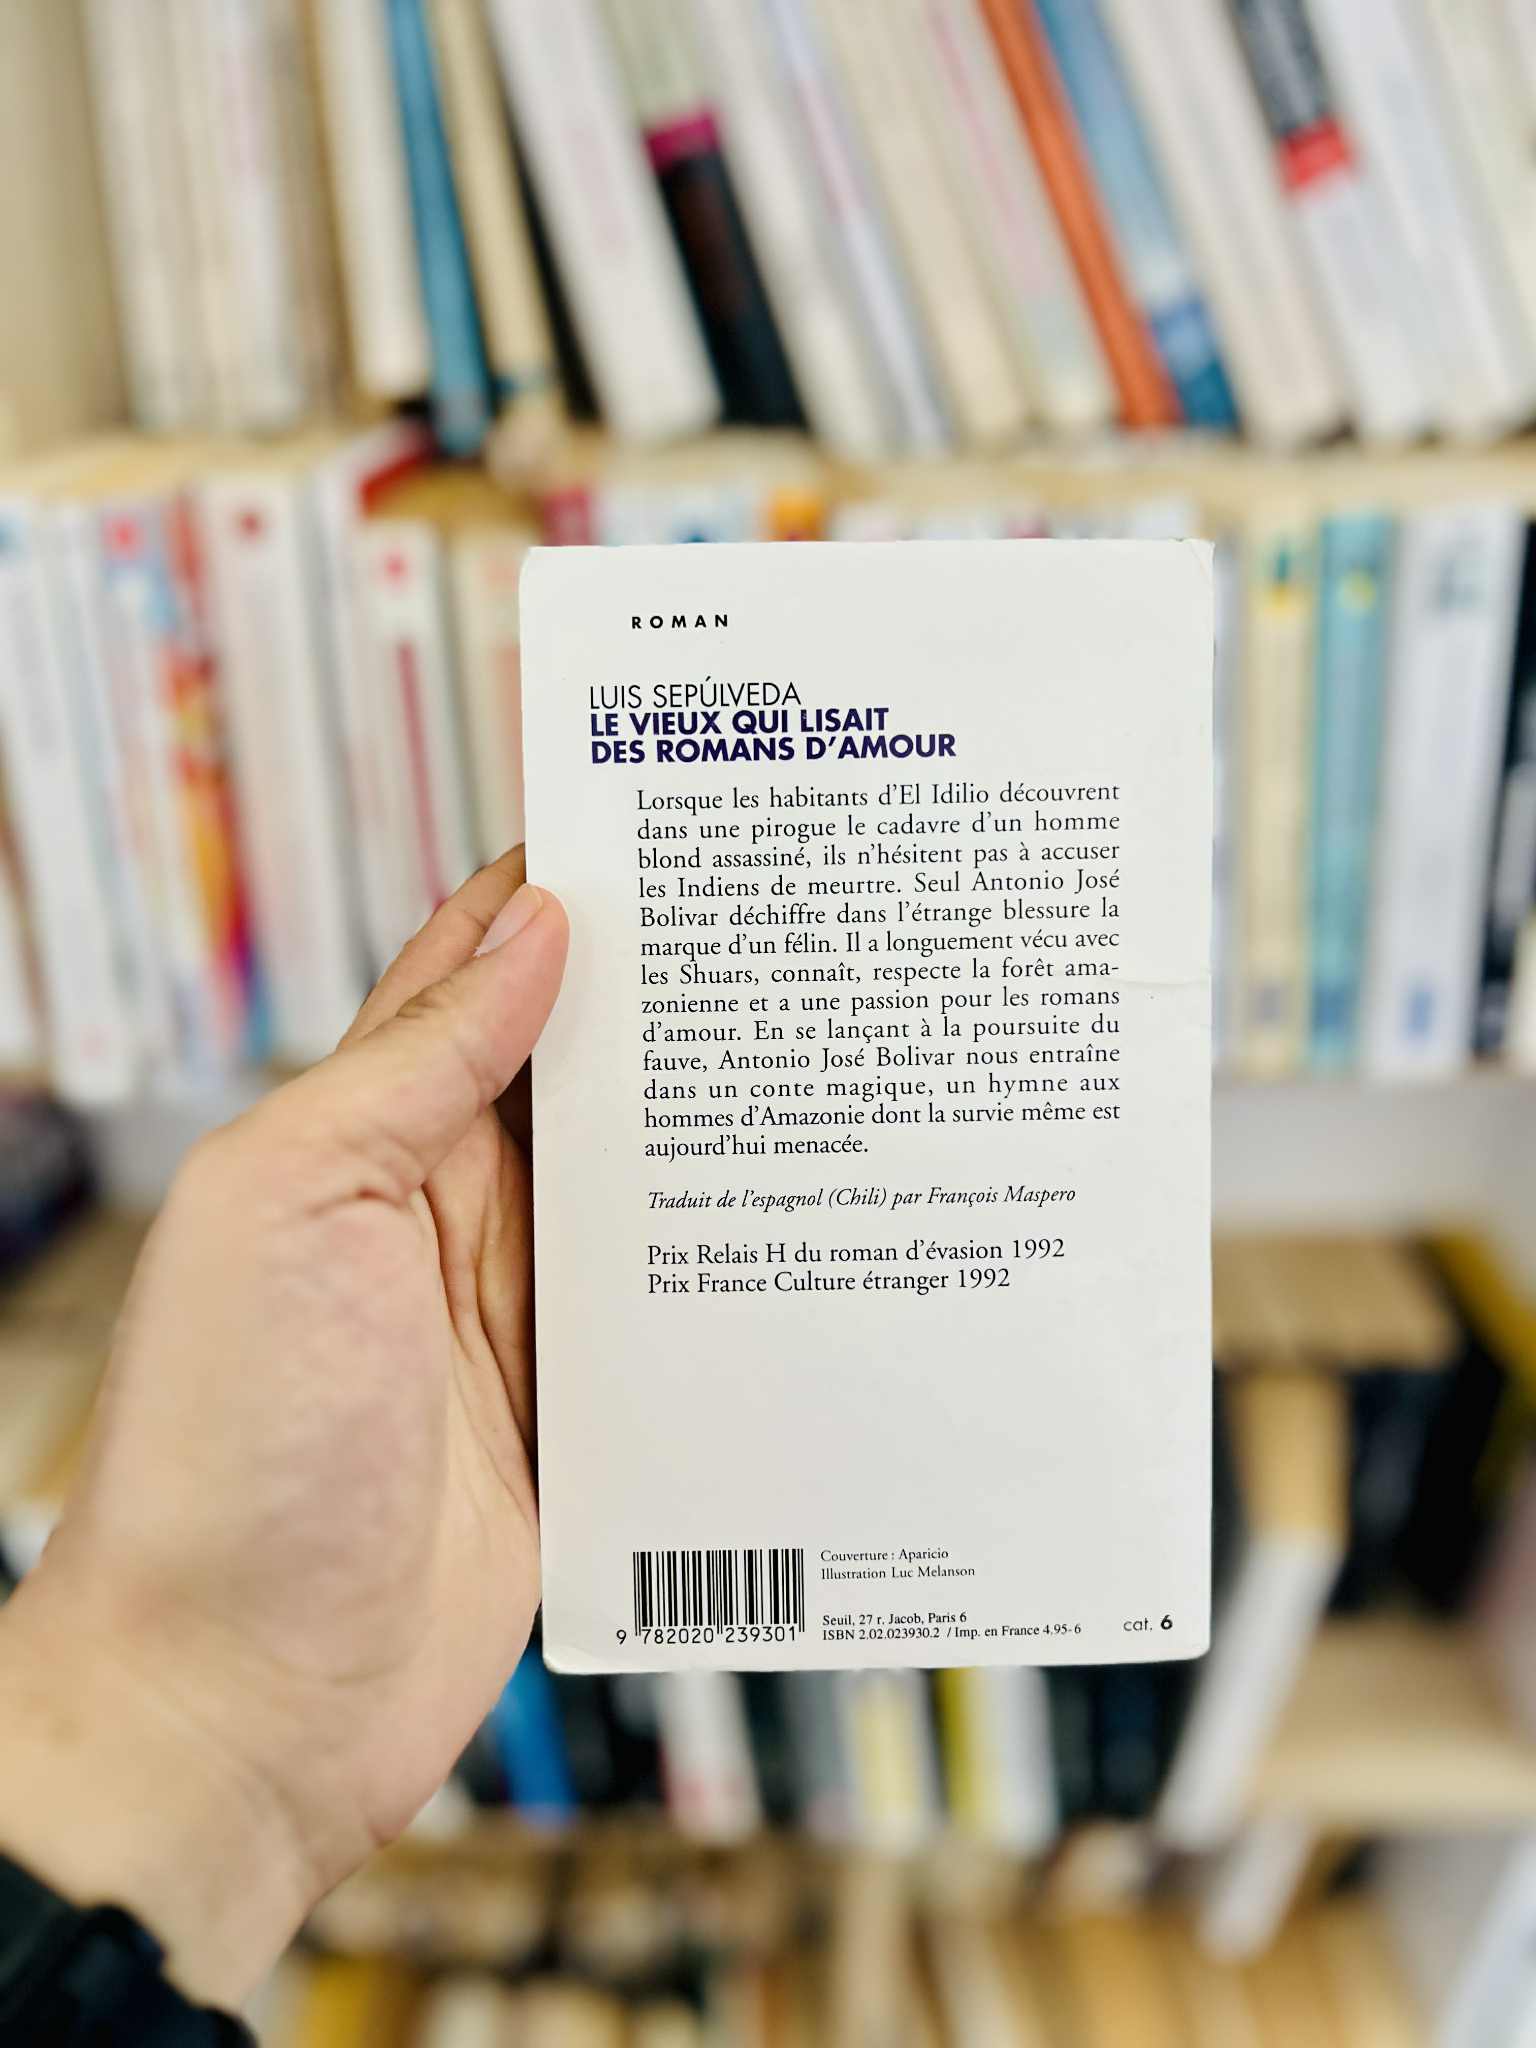 ROMAN
LUIS SEPÚLVEDA
LE VIEUX QUI LISAIT
DES ROMANS D'AMOUR
Lorsque les habitants d'El Idilio découvrent
dans une pirogue le cadavre d'un homme
blond assassiné, ils n'hésitent pas à accuser
les Indiens de meurtre. Seul Antonio José
Bolivar déchiffre dans l'étrange blessure la
marque d'un félin. Il a longuement vécu avec
les Shuars, connaît, respecte la forêt ama-
zonienne et a une passion pour les romans
d'amour. En se lançant à la poursuite du
fauve, Antonio José Bolivar nous entraîne
dans un conte magique, un hymne aux
hommes d'Amazonie dont la survie même est
aujourd'hui menacée.
Traduit de l'espagnol (Chili) par François Maspero
Prix Relais H du roman d'évasion 1992
Prix France Culture étranger 1992
9 782020 239301
Couverture : Aparicio
Illustration Luc Melanson
Seuil, 27 r. Jacob, Paris 6
ISBN 2.02.023930.2 / Imp. en France 4.95-6
cat. 6